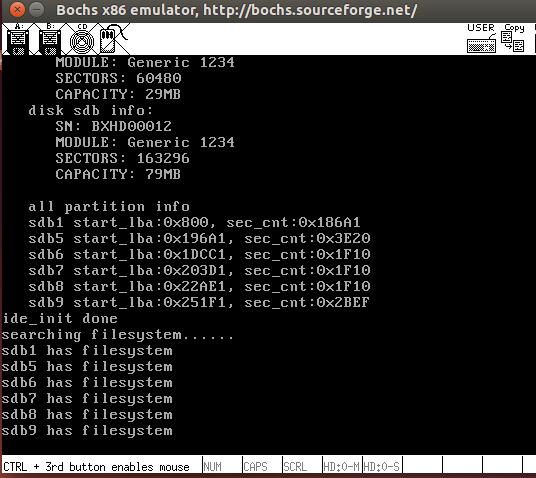 Bochs x86 emulator, http://bochs.sourceforge.net/
A: B: CD USER Copy
MODULE: Generic 1234
SECTORS: 60480
CAPACITY: 29MB
disk sdb info:
SN: BXHD00012
MODULE: Generic 1234
SECTORS: 163296
CAPACITY: 79MB
all partition info
sdb1 start_lba:0x800, sec_cnt:0x186A1
sdb5 start_lba:0x196A1, sec_cnt:0x3E20
sdb6 start_lba:0x1DCC1, sec_cnt:0x1F10
sdb7 start_lba:0x203D1, sec_cnt:0x1F10
sdb8 start_lba:0x22AE1, sec_cnt:0x1F10
sdb9 start_lba:0x251F1, sec_cnt:0x2BEF
ide_init done
searching filesystem......
sdb1 has filesystem
sdb5 has filesystem
sdb6 has filesystem
sdb7 has filesystem
sdb8 has filesystem
sdb9 has filesystem
CTRL + 3rd button enables mouse NUM CAPS SCRL HD:0-M HD:0-S